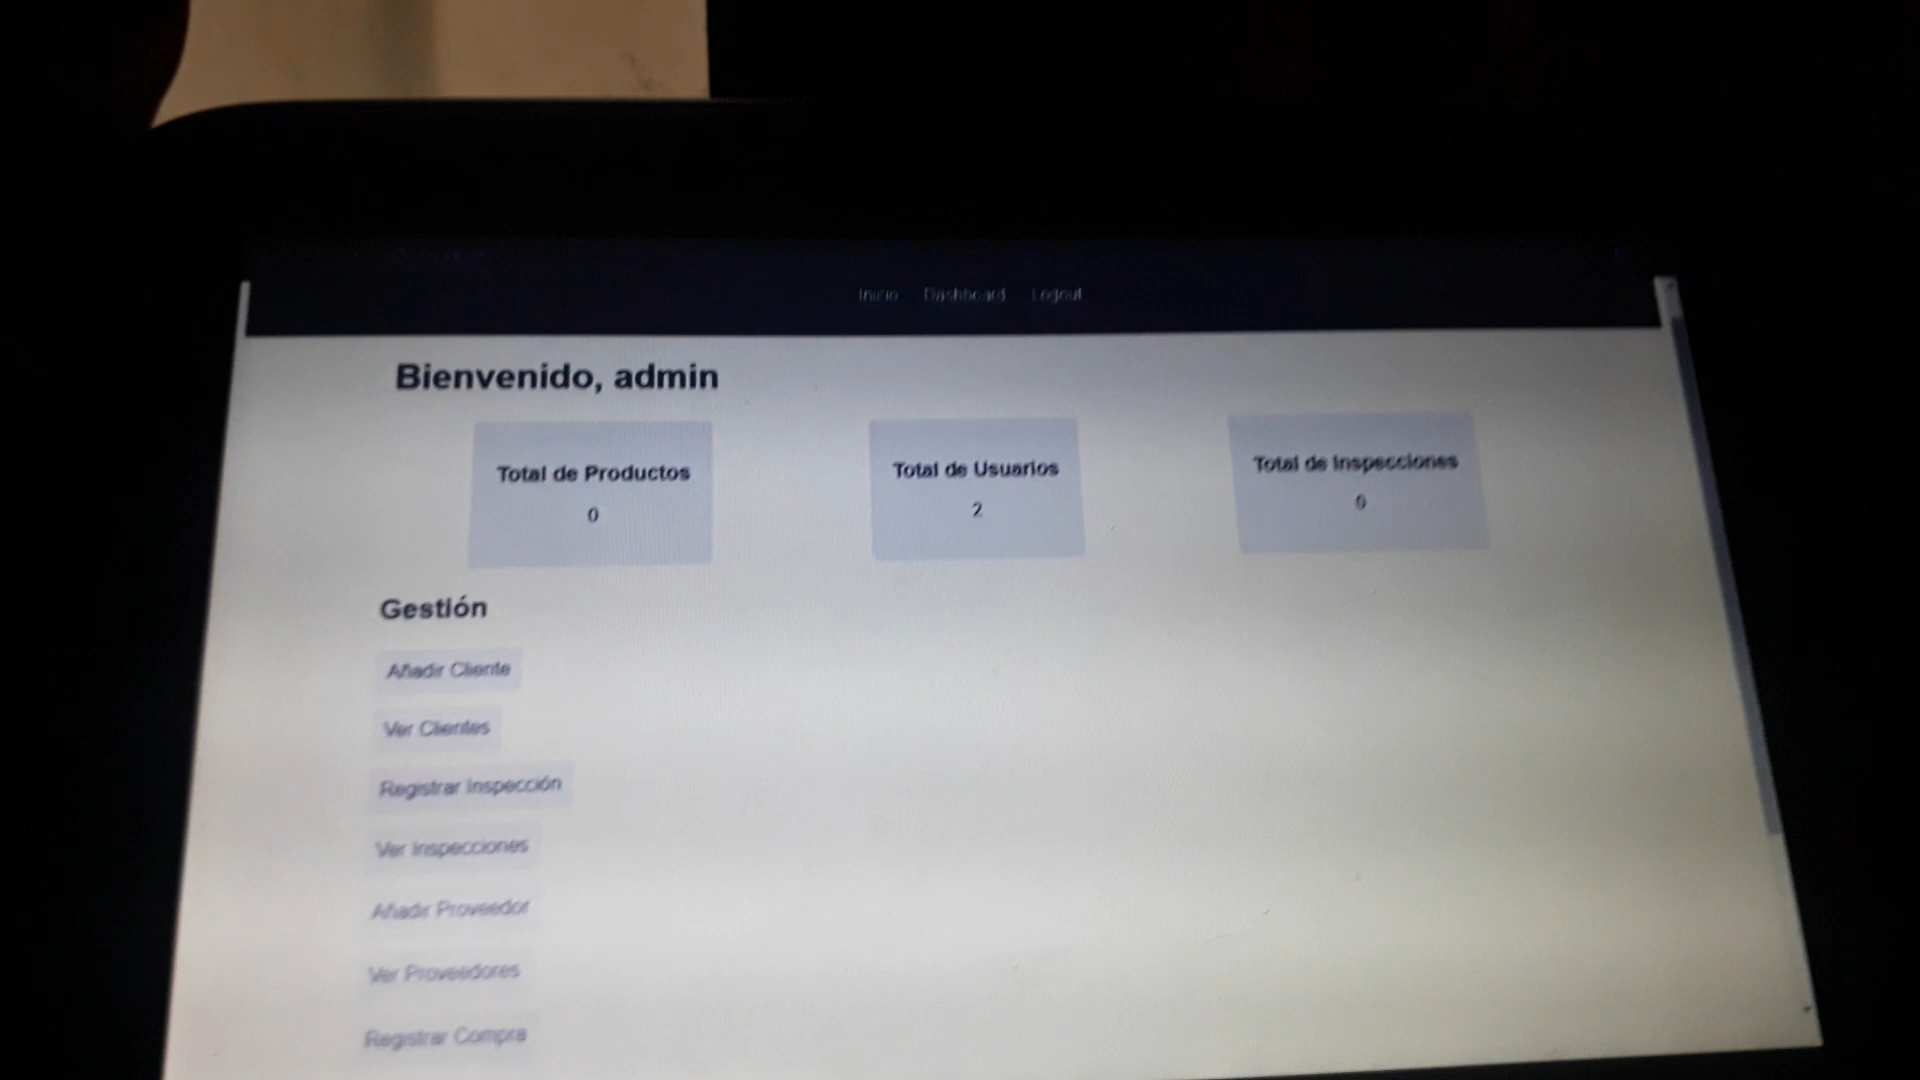 Inicio Dashboard Logout
Bienvenido, admin
Total de Productos
0
Total de Usuarios
2
Total de Inspecciones
0
Gestión
Añadir Cliente
Ver Clientes
Registrar Inspección
Ver Inspecciones
Añadir Proveedor
Ver Proveedores
Registrar Compra